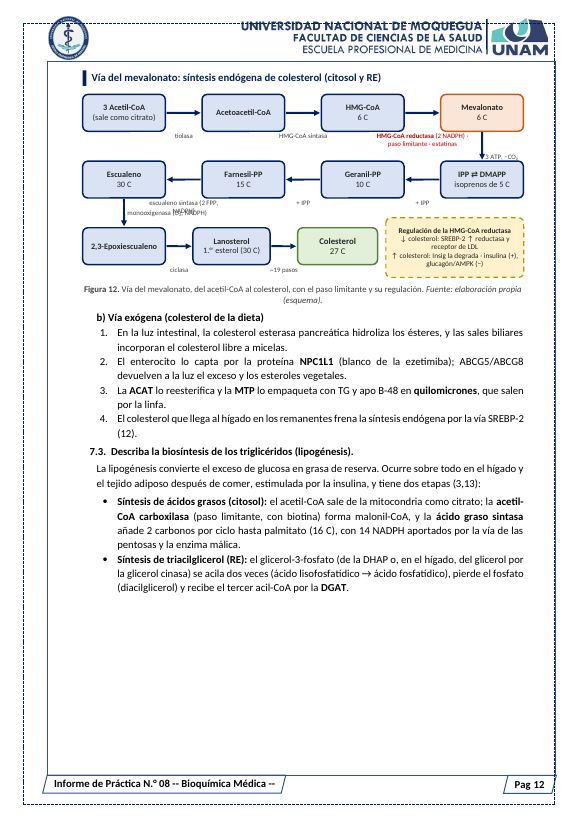 UNIVERSIDAD NACIONAL DE MOQUEGUA
FACULTAD DE CIENCIAS DE LA SALUD
ESCUELA PROFESIONAL DE MEDICINA
UNAM
Vía del mevalonato: síntesis endógena de colesterol (citosol y RE)
3 Acetil-CoA
(sale como citrato)
Acetoacetil-CoA
HMG-CoA
6 C
Mevalonato
6 C
tiolasa
HMG-CoA sintasa
HMG-CoA reductasa (2 NADPH) ·
paso limitante · estatinas
3 ATP, −CO₂
Escualeno
30 C
Farnesil-PP
15 C
Geranil-PP
10 C
IPP ⇄ DMAPP
isoprenos de 5 C
escualeno sintasa (2 FPP,
NADPH)
+ IPP
+ IPP
monooxigenasa (O₂, NADPH)
2,3-Epoxiescualeno
Lanosterol
1.ᵉʳ esterol (30 C)
Colesterol
27 C
ciclasa
~19 pasos
Regulación de la HMG-CoA reductasa
↓ colesterol: SREBP-2 ↑ reductasa y
receptor de LDL
↑ colesterol: Insig la degrada · insulina (+),
glucagón/AMPK (−)
Figura 12. Vía del mevalonato, del acetil-CoA al colesterol, con el paso limitante y su regulación. Fuente: elaboración propia
(esquema).
b) Vía exógena (colesterol de la dieta)
1. En la luz intestinal, la colesterol esterasa pancreática hidroliza los ésteres, y las sales biliares
incorporan el colesterol libre a micelas.
2. El enterocito lo capta por la proteína NPC1L1 (blanco de la ezetimiba); ABCG5/ABCG8
devuelven a la luz el exceso y los esteroles vegetales.
3. La ACAT lo reesterifica y la MTP lo empaqueta con TG y apo B-48 en quilomicrones, que salen
por la linfa.
4. El colesterol que llega al hígado en los remanentes frena la síntesis endógena por la vía SREBP-2
(12).
7.3. Describa la biosíntesis de los triglicéridos (lipogénesis).
La lipogénesis convierte el exceso de glucosa en grasa de reserva. Ocurre sobre todo en el hígado y
el tejido adiposo después de comer, estimulada por la insulina, y tiene dos etapas (3,13):
• Síntesis de ácidos grasos (citosol): el acetil-CoA sale de la mitocondria como citrato; la acetil-
CoA carboxilasa (paso limitante, con biotina) forma malonil-CoA, y la ácido graso sintasa
añade 2 carbonos por ciclo hasta palmitato (16 C), con 14 NADPH aportados por la vía de las
pentosas y la enzima málica.
• Síntesis de triacilglicerol (RE): el glicerol-3-fosfato (de la DHAP o, en el hígado, del glicerol por
la glicerol cinasa) se acila dos veces (ácido lisofosfatídico → ácido fosfatídico), pierde el fosfato
(diacilglicerol) y recibe el tercer acil-CoA por la DGAT.
Informe de Práctica N.° 08 -- Bioquímica Médica --
Pag 12